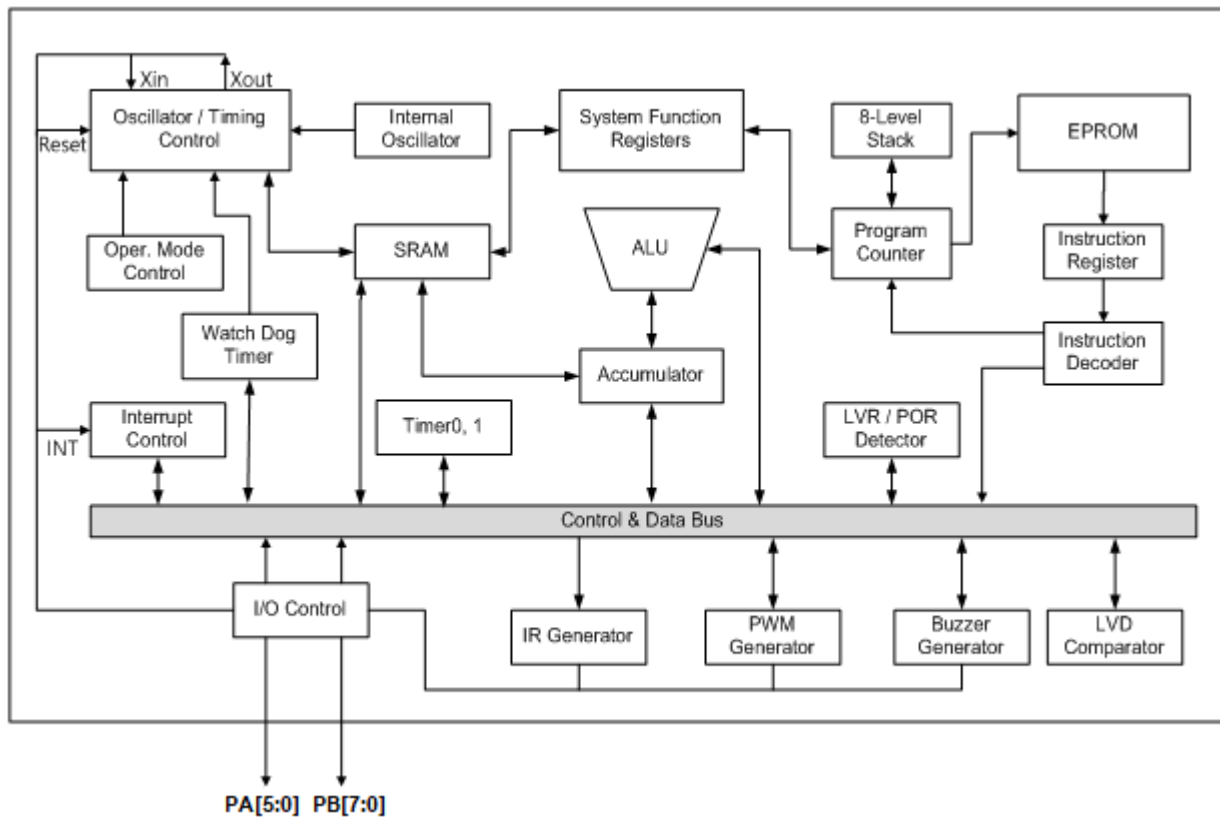 Xin
Xout
Oscillator / Timing
Control
Reset
Internal
Oscillator
System Function
Registers
8-Level
Stack
EPROM
Oper. Mode
Control
SRAM
ALU
Program
Counter
Instruction
Register
Watch Dog
Timer
Accumulator
Instruction
Decoder
Interrupt
Control
INT
Timer0, 1
LVR / POR
Detector
Control & Data Bus
I/O Control
IR Generator
PWM
Generator
Buzzer
Generator
LVD
Comparator
PA[5:0]
PB[7:0]